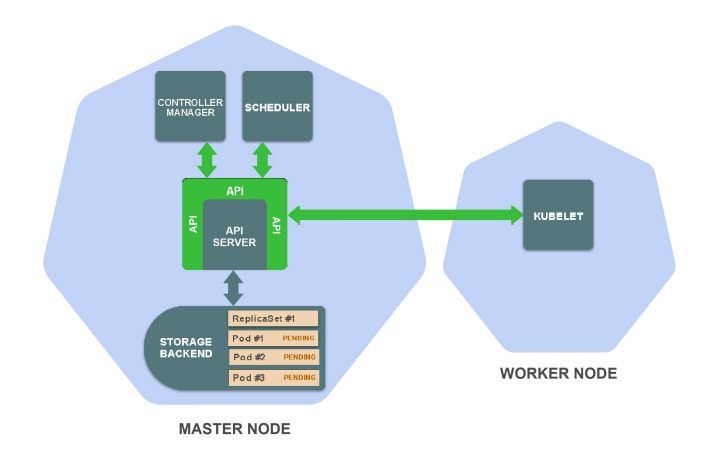 CONTROLLER
MANAGER
SCHEDULER
API
API
API
API
SERVER
KUBELET
STORAGE
BACKEND
ReplicaSet #1
Pod #1 PENDING
Pod #2 PENDING
Pod #3 PENDING
WORKER NODE
MASTER NODE